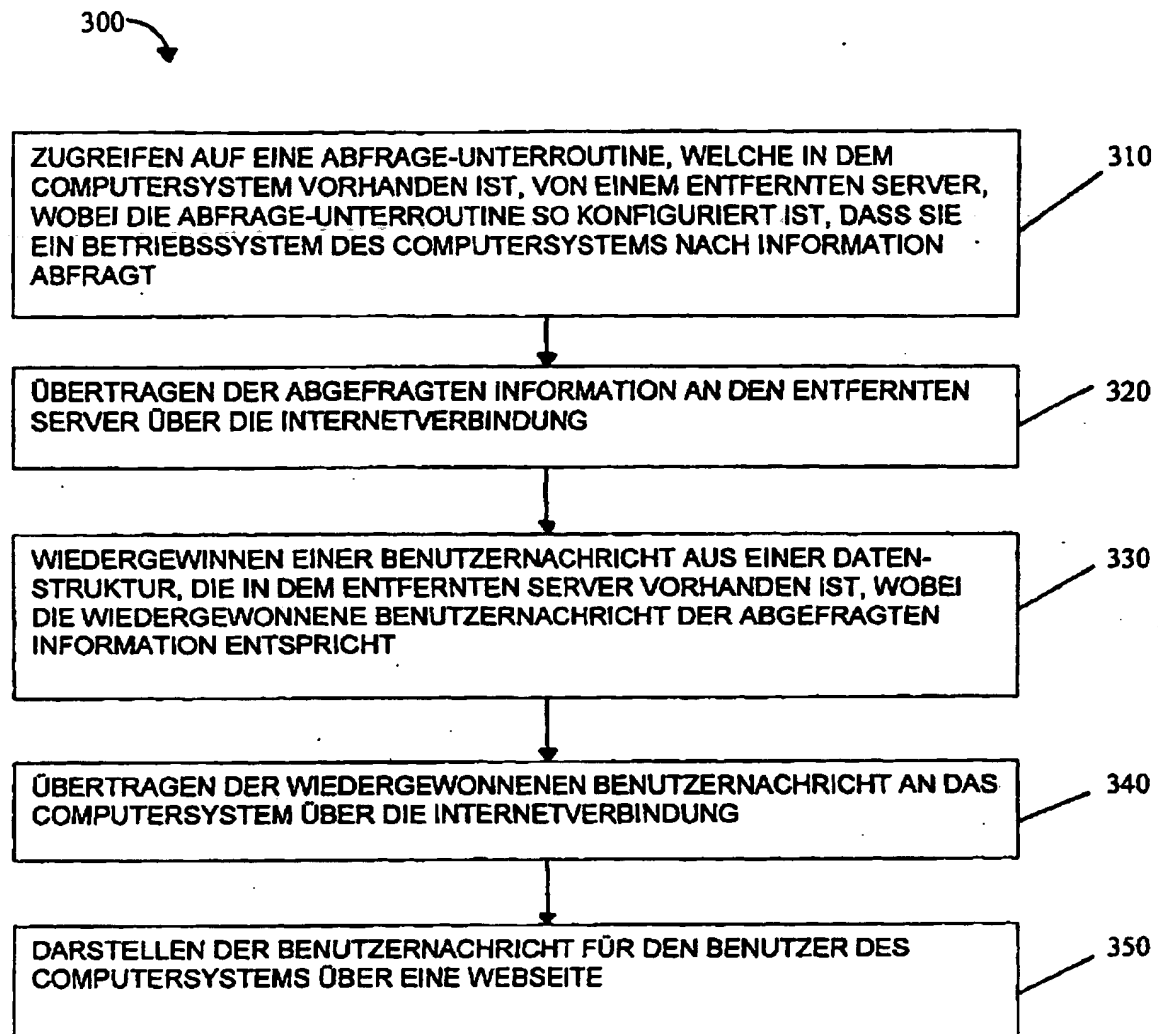 300
ZUGREIFEN AUF EINE ABFRAGE-UNTERROUTINE, WELCHE IN DEM
COMPUTERSYSTEM VORHANDEN IST, VON EINEM ENTFERNTEN SERVER,
WOBEI DIE ABFRAGE-UNTERROUTINE SO KONFIGURIERT IST, DASS SIE
EIN BETRIEBSSYSTEM DES COMPUTERSYSTEMS NACH INFORMATION
ABFRAGT
310
ÜBERTRAGEN DER ABGEFRAGTEN INFORMATION AN DEN ENTFERNTEN
SERVER ÜBER DIE INTERNETVERBINDUNG
320
WIEDERGEWINNEN EINER BENUTZERNACHRICHT AUS EINER DATEN-
STRUKTUR, DIE IN DEM ENTFERNTEN SERVER VORHANDEN IST, WOBEI
DIE WIEDERGEWONNENE BENUTZERNACHRICHT DER ABGEFRAGTEN
INFORMATION ENTSPRICHT
330
ÜBERTRAGEN DER WIEDERGEWONNENEN BENUTZERNACHRICHT AN DAS
COMPUTERSYSTEM ÜBER DIE INTERNETVERBINDUNG
340
DARSTELLEN DER BENUTZERNACHRICHT FÜR DEN BENUTZER DES
COMPUTERSYSTEMS ÜBER EINE WEBSEITE
350